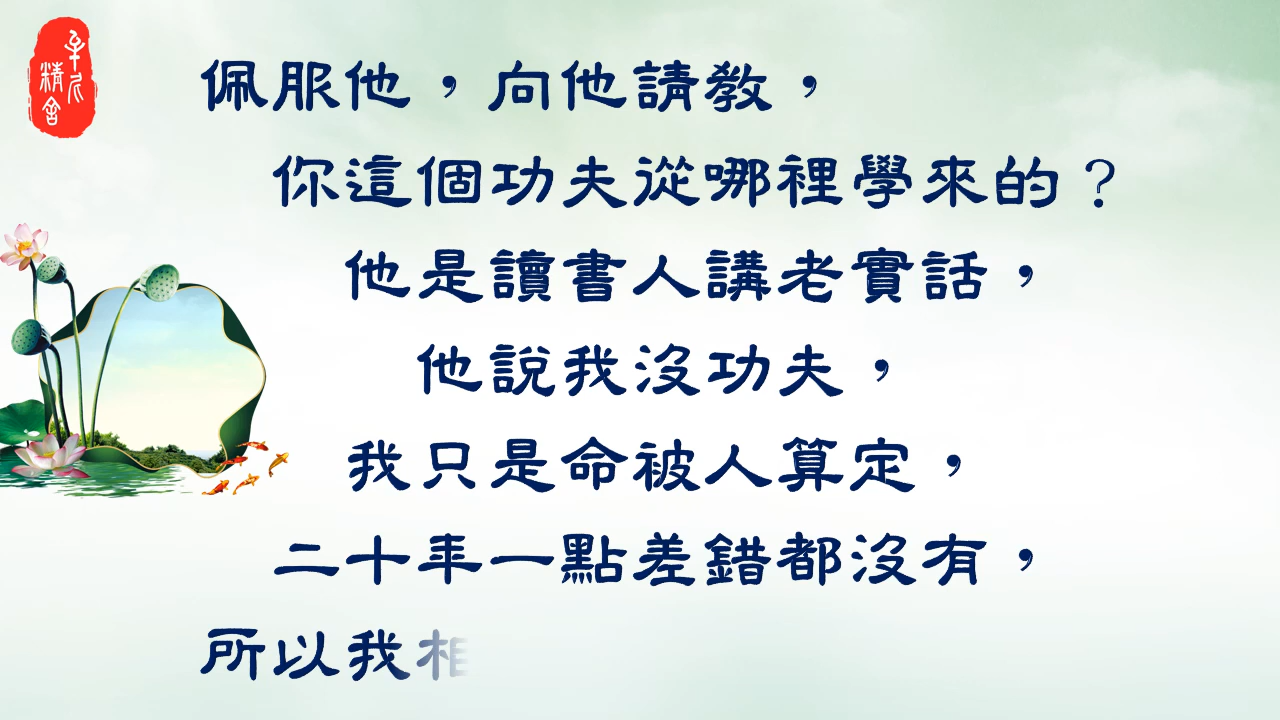 佩服他，向他請教，
你這個功夫從哪裡學來的？
他是讀書人講老實話，
他說我沒功夫，
我只是命被人算定，
二十年一點差錯都沒有，
所以我相